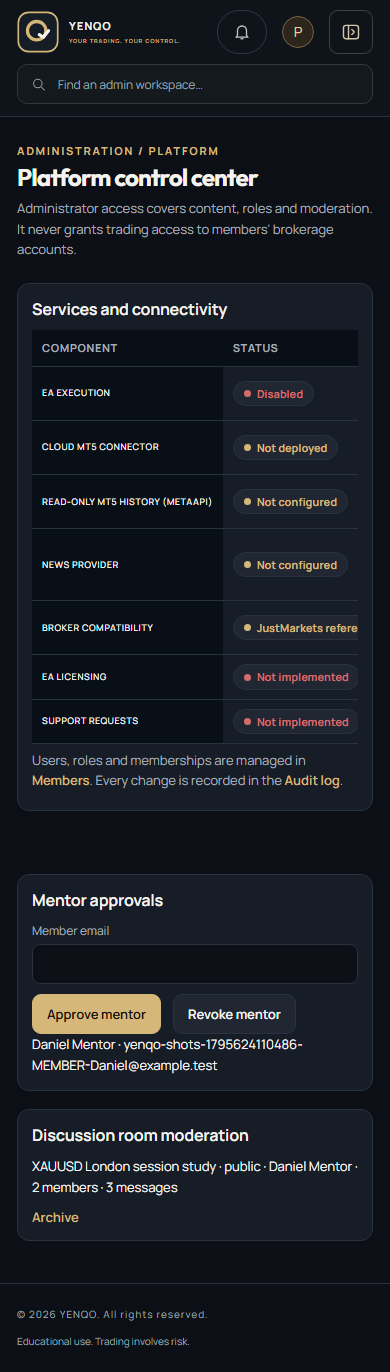 YENQO
YOUR TRADING. YOUR CONTROL.
P
Find an admin workspace...
ADMINISTRATION / PLATFORM
Platform control center
Administrator access covers content, roles and moderation.
It never grants trading access to members' brokerage
accounts.
Services and connectivity
COMPONENT STATUS
EA EXECUTION Disabled
CLOUD MT5 CONNECTOR Not deployed
READ-ONLY MT5 HISTORY (METAAPI) Not configured
NEWS PROVIDER Not configured
BROKER COMPATIBILITY JustMarkets refere
EA LICENSING Not implemented
SUPPORT REQUESTS Not implemented
Users, roles and memberships are managed in
Members. Every change is recorded in the Audit log.
Mentor approvals
Member email
Approve mentor Revoke mentor
Daniel Mentor · yenqo-shots-1795624110486-
MEMBER-Daniel@example.test
Discussion room moderation
XAUUSD London session study · public · Daniel Mentor ·
2 members · 3 messages
Archive
© 2026 YENQO. All rights reserved.
Educational use. Trading involves risk.